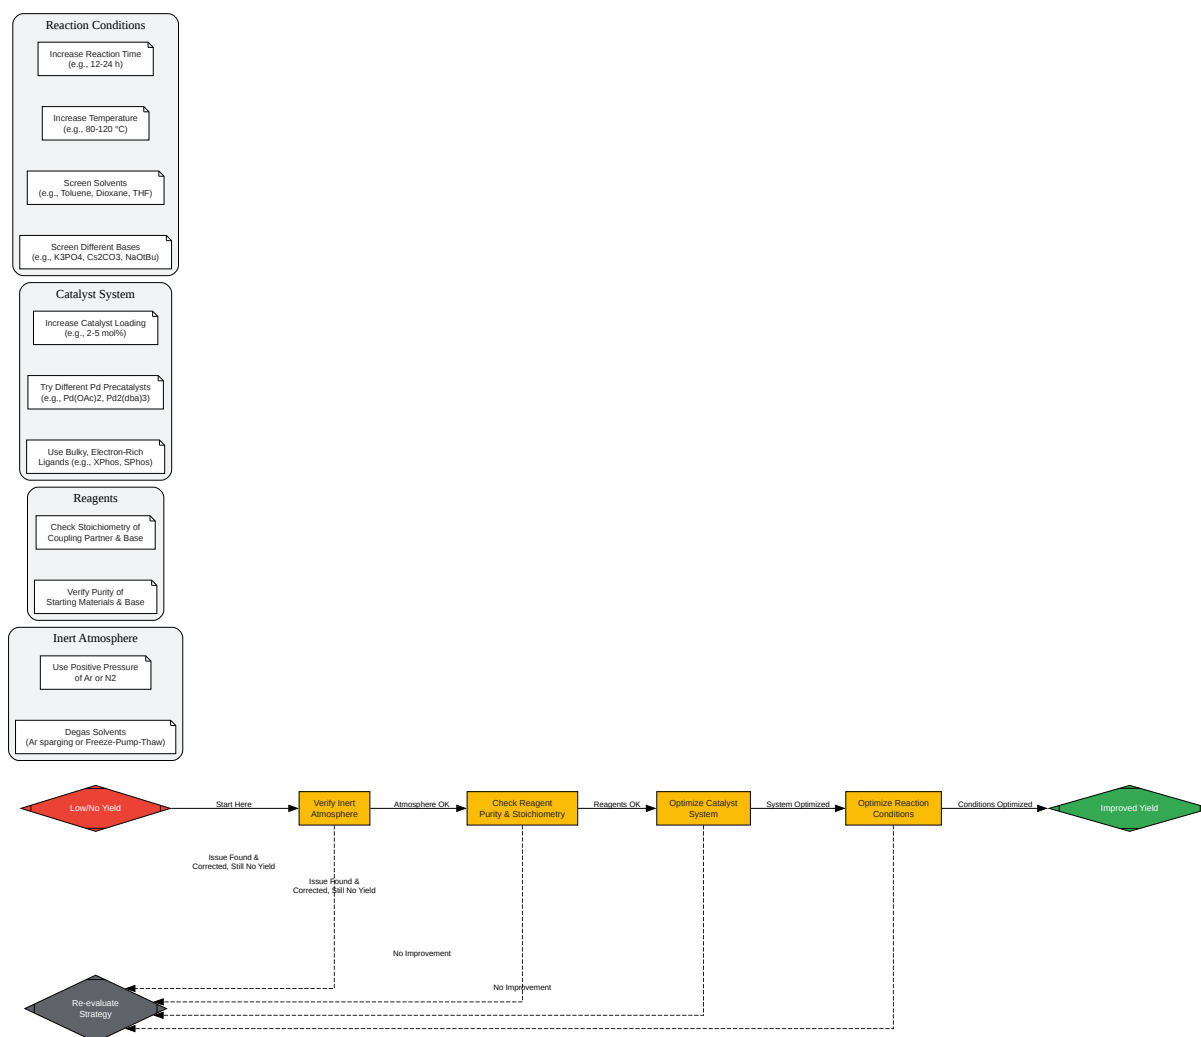 Reaction Conditions
Increase Reaction Time
(e.g., 12-24 h)
Increase Temperature
(e.g., 80-120 °C)
Screen Solvents
(e.g., Toluene, Dioxane, THF)
Screen Different Bases
(e.g., K3PO4, Cs2CO3, NaOtBu)
Catalyst System
Increase Catalyst Loading
(e.g., 2-5 mol%)
Try Different Pd Precatalysts
(e.g., Pd(OAc)2, Pd2(dba)3)
Use Bulky, Electron-Rich
Ligands (e.g., XPhos, SPhos)
Reagents
Check Stoichiometry of
Coupling Partner & Base
Verify Purity of
Starting Materials & Base
Inert Atmosphere
Use Positive Pressure
of Ar or N2
Degas Solvents
(Ar sparging or Freeze-Pump-Thaw)
Low/No Yield
Start Here
Verify Inert
Atmosphere
Atmosphere OK
Check Reagent
Purity & Stoichiometry
Reagents OK
Optimize Catalyst
System
System Optimized
Optimize Reaction
Conditions
Conditions Optimized
Improved Yield
Issue Found &
Corrected, Still No Yield
Issue Found &
Corrected, Still No Yield
No Improvement
No Improvement
Re-evaluate
Strategy